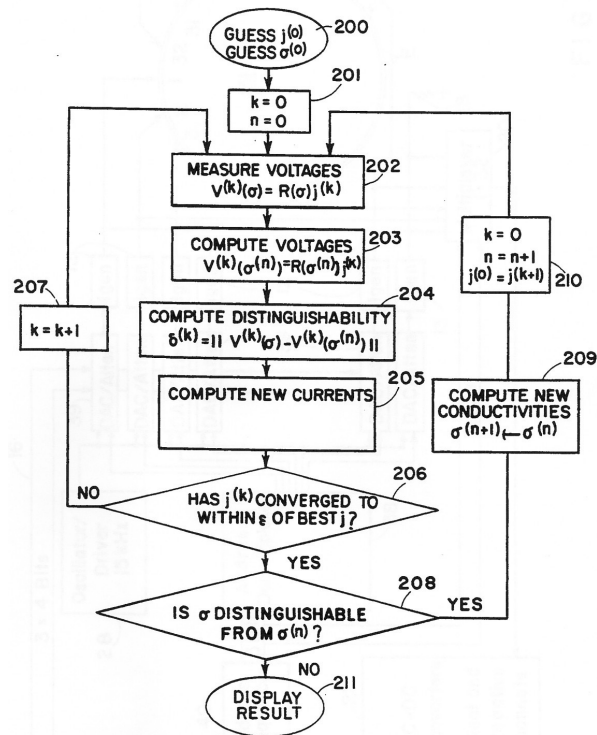 GUESS j(0)
GUESS σ(0)
200
201
k = 0
n = 0
MEASURE VOLTAGES
V(k)(σ) = R(σ)j(k)
202
COMPUTE VOLTAGES
V(k)(σ(n))=R(σ(n))j(k)
203
COMPUTE DISTINGUISHABILITY
δ(k)=|| V(k)(σ)-V(k)(σ(n))||
204
COMPUTE NEW CURRENTS
205
207
k = k+1
k = 0
n = n+1
j(0) = j(k+1)
210
209
COMPUTE NEW
CONDUCTIVITIES
σ(n+1)←σ(n)
206
NO
HAS j(k) CONVERGED TO
WITHIN ε OF BEST j?
YES
208
IS σ DISTINGUISHABLE
FROM σ(n) ?
YES
NO
211
DISPLAY
RESULT